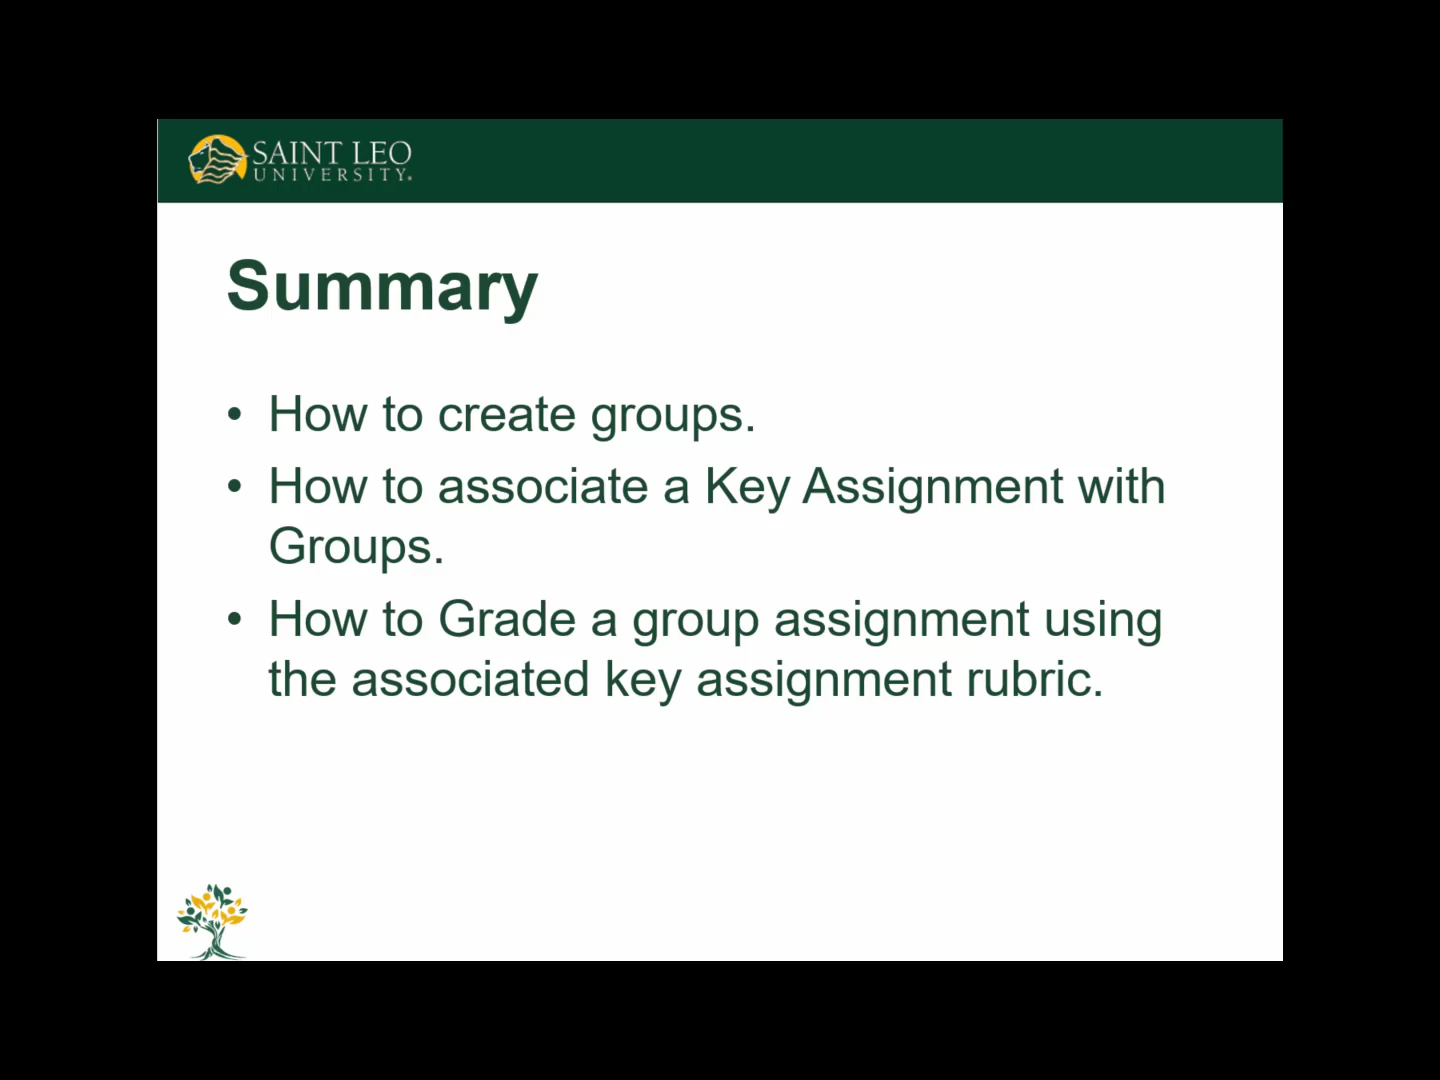 SAINT LEO
UNIVERSITY
Summary
• How to create groups.
• How to associate a Key Assignment with
Groups.
• How to Grade a group assignment using
the associated key assignment rubric.